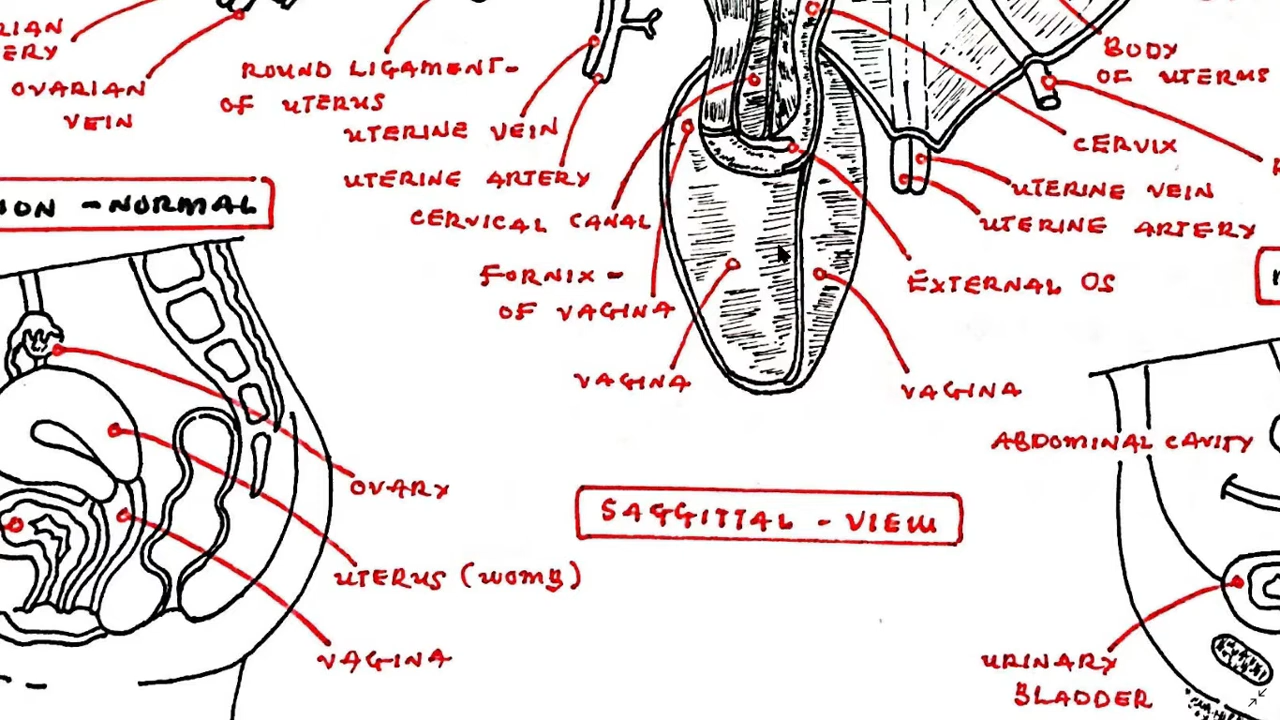 OVARIAN
VEIN
ROUND LIGAMENT-
OF UTERUS
UTERINE VEIN
UTERINE ARTERY
CERVICAL CANAL
FORNIX -
OF VAGINA
VAGINA
VAGINA
EXTERNAL OS
UTERINE ARTERY
UTERINE VEIN
CERVIX
BODY
OF UTERUS
- NORMAL
OVARY
UTERUS (WOMB)
VAGINA
SAGGITTAL - VIEW
ABDOMINAL CAVITY
URINARY
BLADDER